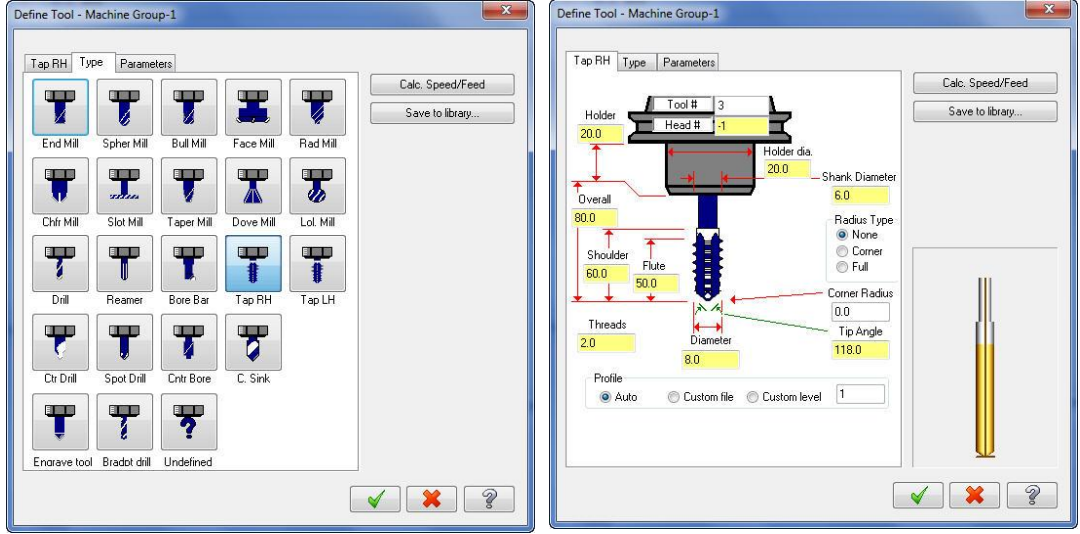 Define Tool - Machine Group-1
Tap RH Type Parameters
Calc. Speed/Feed
Save to library...
End Mill Spher Mill Bull Mill Face Mill Rad Mill
Chfr Mill Slot Mill Taper Mill Dove Mill Lol. Mill
Drill Reamer Bore Bar Tap RH Tap LH
Ctr Drill Spot Drill Cntr Bore C. Sink
Engrave tool Bradpt drill Undefined
Define Tool - Machine Group-1
Tap RH Type Parameters
Calc. Speed/Feed
Save to library...
Tool # 3
Head # -1
Holder
20.0
Holder dia.
20.0
Shank Diameter
6.0
Overall
80.0
Radius Type
None
Corner
Full
Shoulder
60.0
Flute
50.0
Corner Radius
0.0
Threads
2.0
Tip Angle
118.0
Diameter
8.0
Profile
Auto Custom file Custom level 1